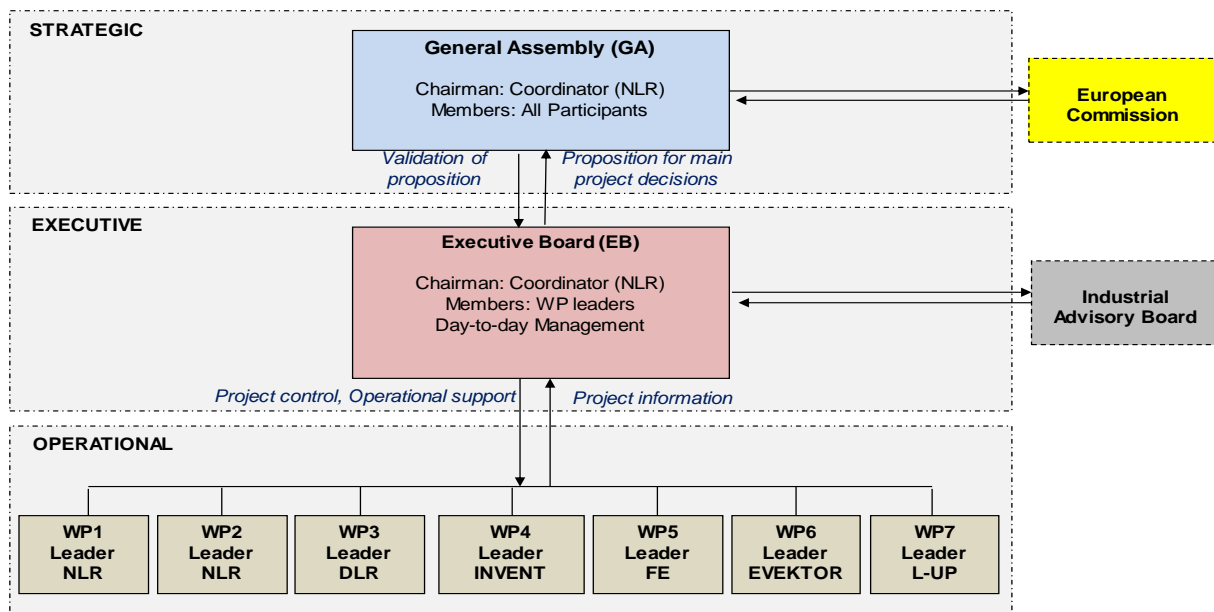 STRATEGIC
General Assembly (GA)
Chairman: Coordinator (NLR)
Members: All Participants
European
Commission
Validation of
proposition
Proposition for main
project decisions
EXECUTIVE
Executive Board (EB)
Chairman: Coordinator (NLR)
Members: WP leaders
Day-to-day Management
Industrial
Advisory Board
Project control, Operational support
Project information
OPERATIONAL
WP1
Leader
NLR
WP2
Leader
NLR
WP3
Leader
DLR
WP4
Leader
INVENT
WP5
Leader
FE
WP6
Leader
EVEKTOR
WP7
Leader
L-UP